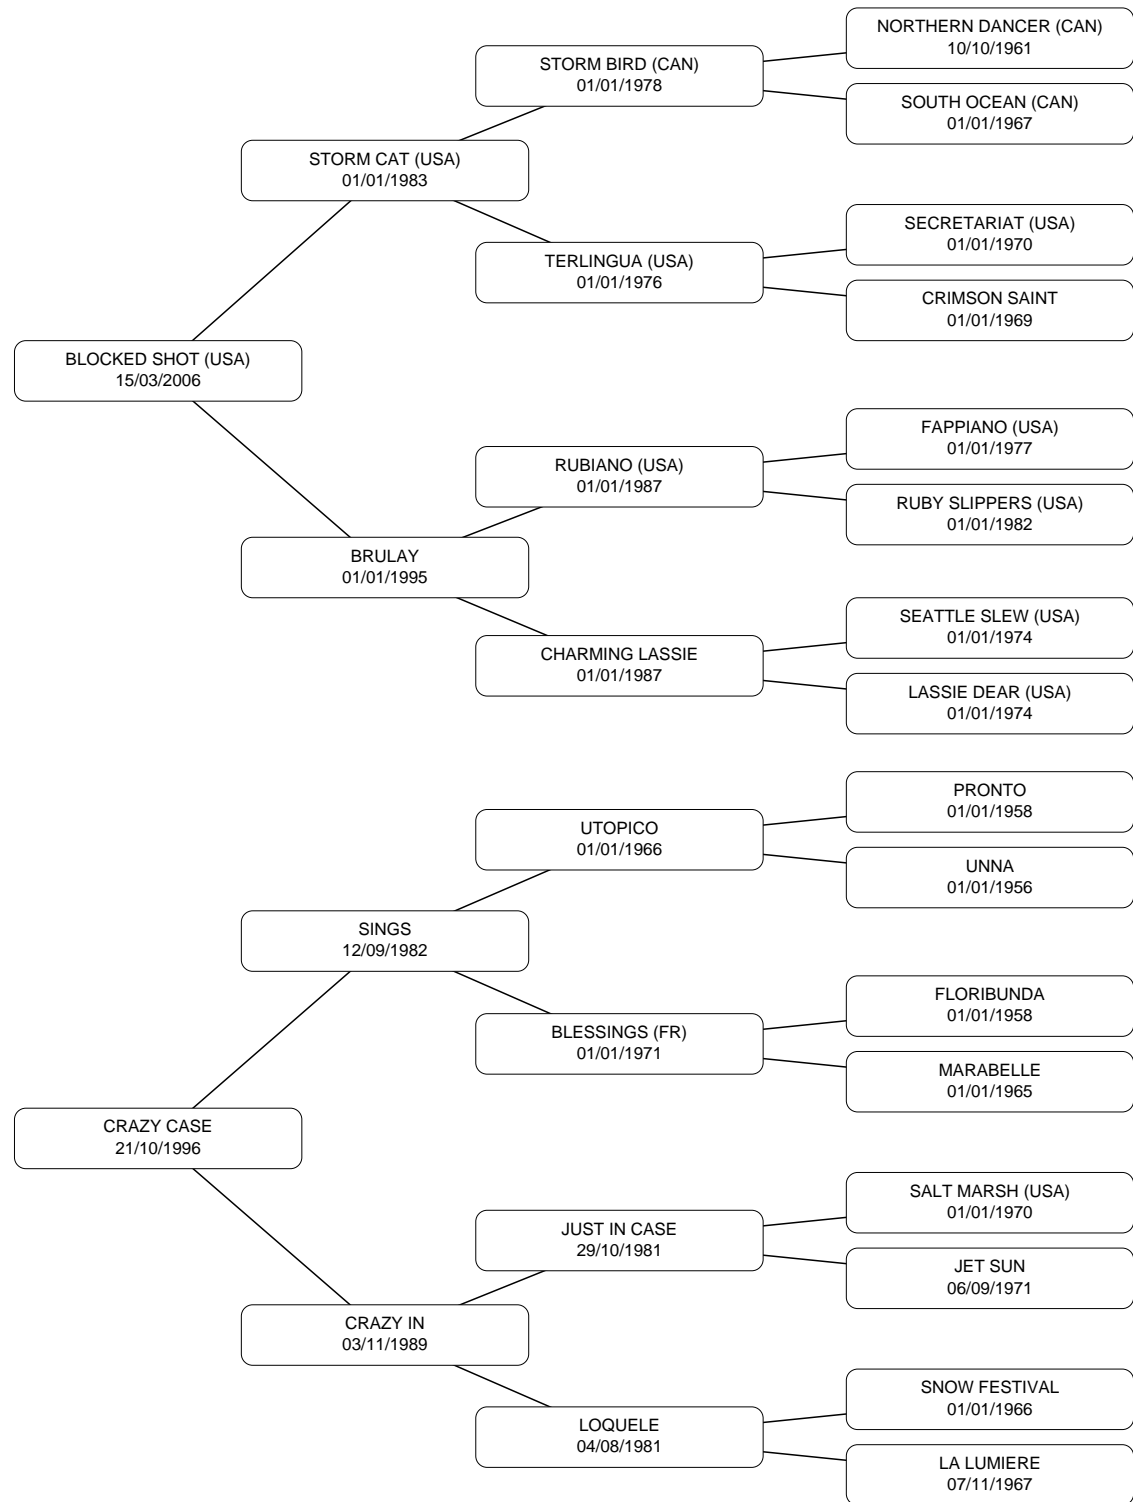 NORTHERN DANCER (CAN)
10/10/1961
STORM BIRD (CAN)
01/01/1978
SOUTH OCEAN (CAN)
01/01/1967
STORM CAT (USA)
01/01/1983
SECRETARIAT (USA)
01/01/1970
TERLINGUA (USA)
01/01/1976
CRIMSON SAINT
01/01/1969
BLOCKED SHOT (USA)
15/03/2006
FAPPIANO (USA)
01/01/1977
RUBIANO (USA)
01/01/1987
RUBY SLIPPERS (USA)
01/01/1982
BRULAY
01/01/1995
SEATTLE SLEW (USA)
01/01/1974
CHARMING LASSIE
01/01/1987
LASSIE DEAR (USA)
01/01/1974
PRONTO
01/01/1958
UTOPICO
01/01/1966
UNNA
01/01/1956
SINGS
12/09/1982
FLORIBUNDA
01/01/1958
BLESSINGS (FR)
01/01/1971
MARABELLE
01/01/1965
CRAZY CASE
21/10/1996
SALT MARSH (USA)
01/01/1970
JUST IN CASE
29/10/1981
JET SUN
06/09/1971
CRAZY IN
03/11/1989
SNOW FESTIVAL
01/01/1966
LOQUELE
04/08/1981
LA LUMIERE
07/11/1967